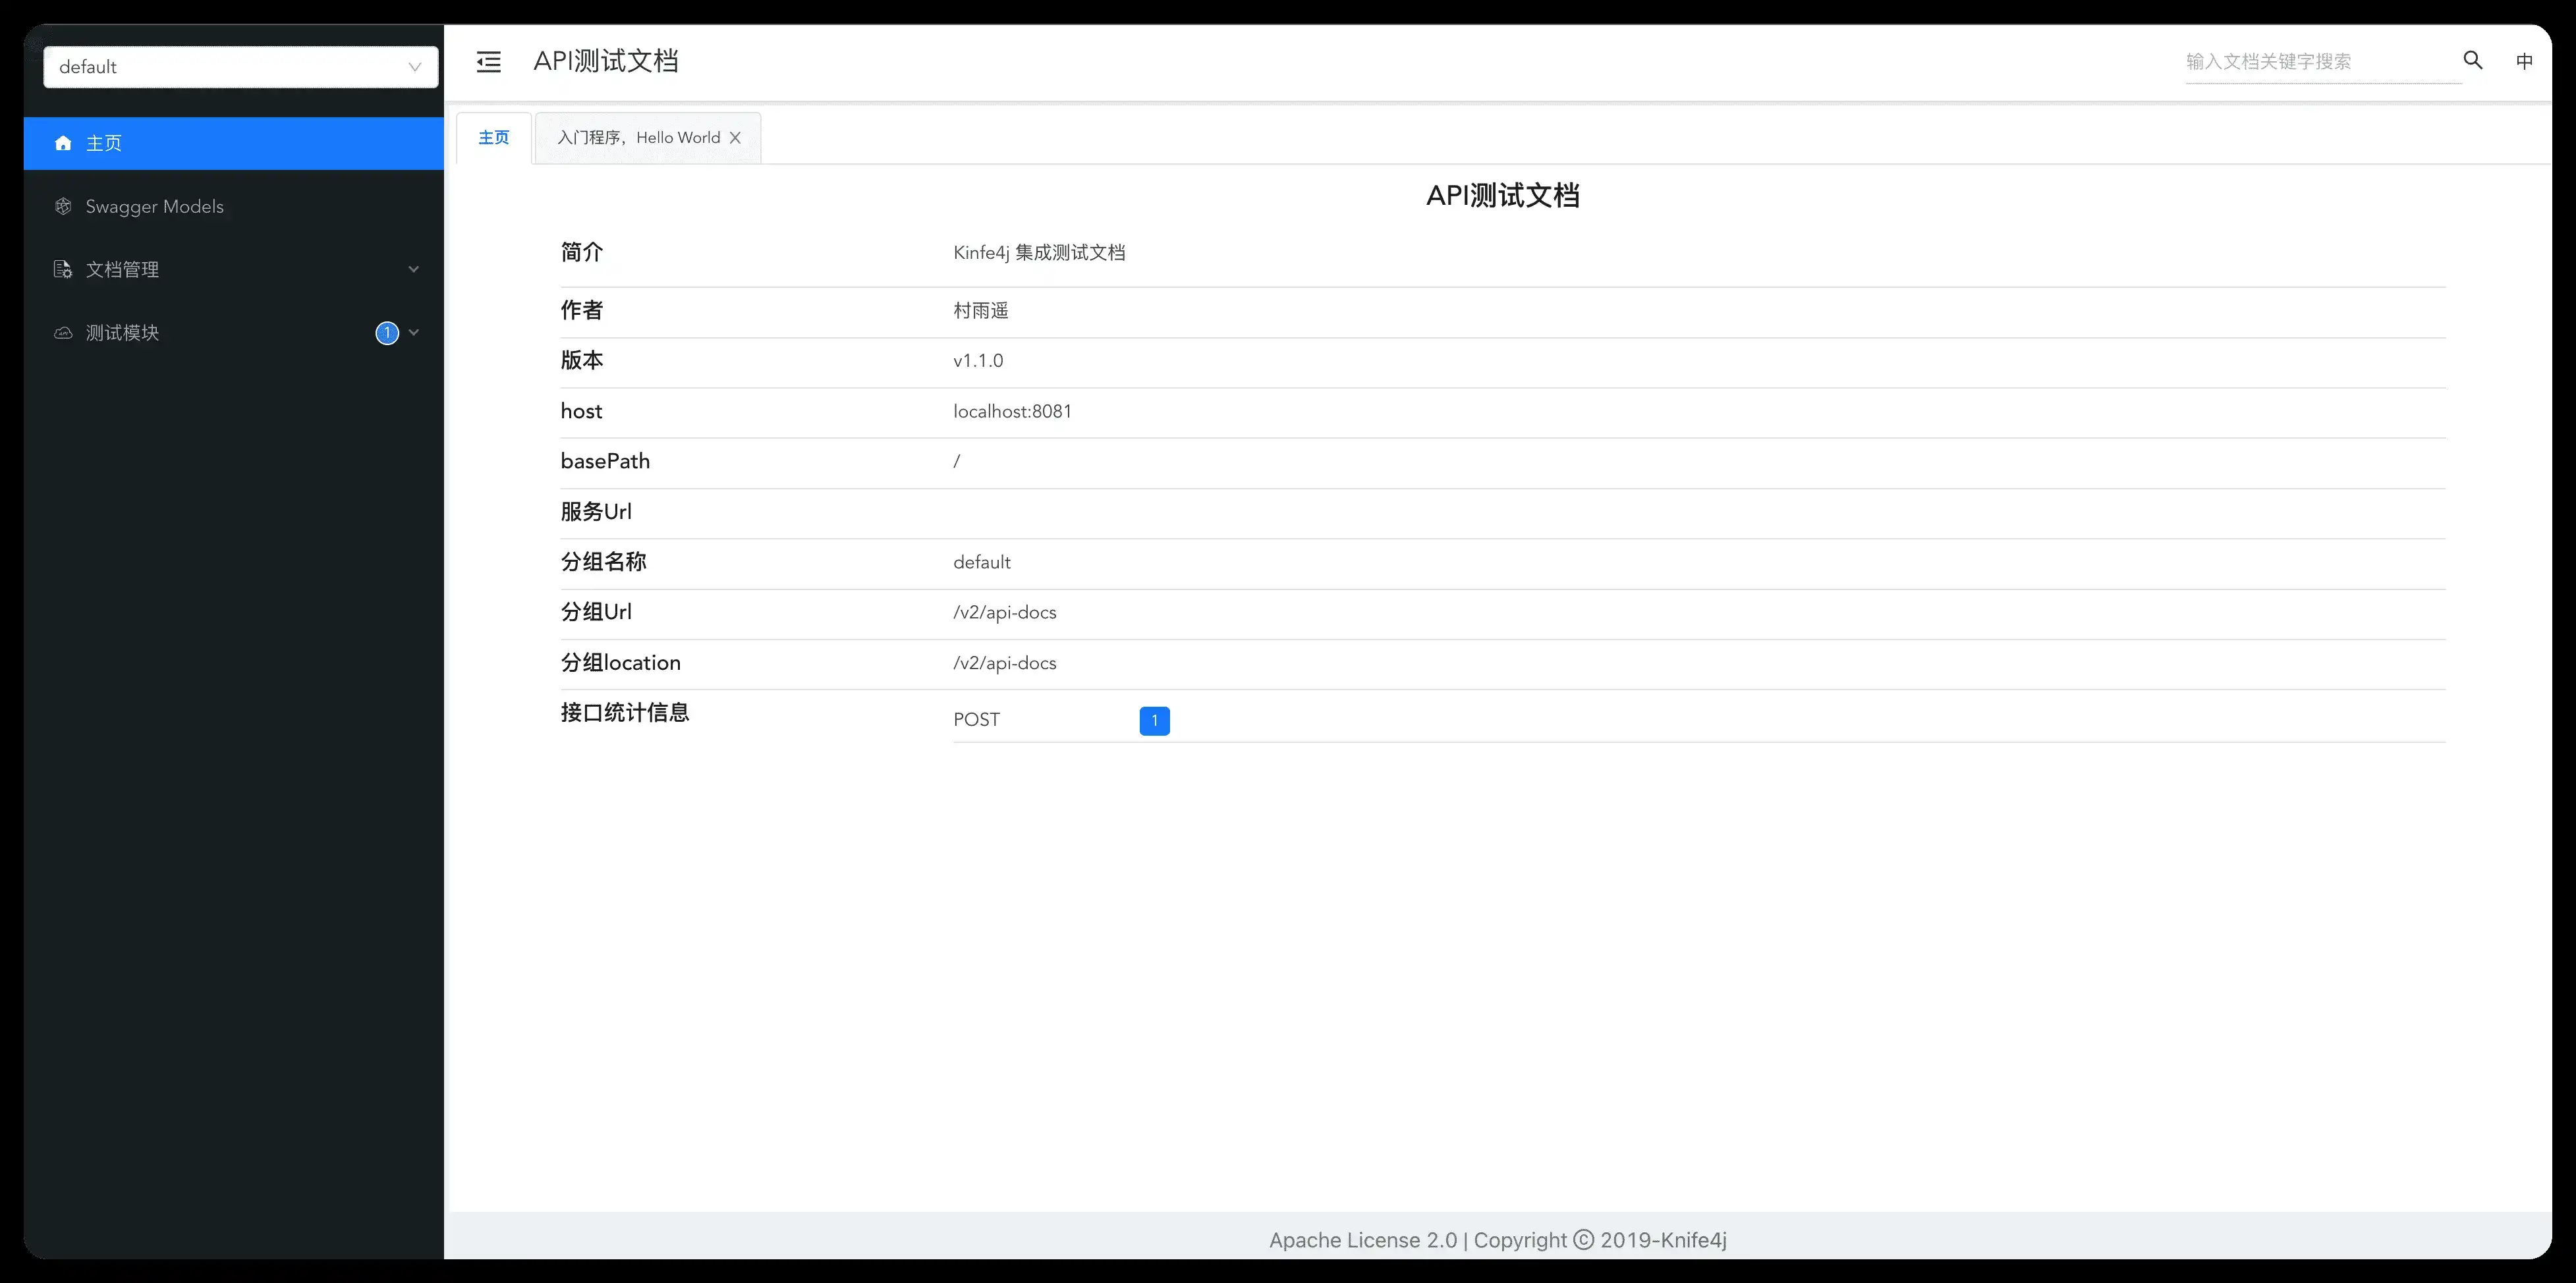 default
主页
Swagger Models
文档管理
测试模块 1
API测试文档
输入文档关键字搜索
中
主页
入门程序，Hello World
API测试文档
简介 Kinfe4j 集成测试文档
作者 村雨遥
版本 v1.1.0
host localhost:8081
basePath /
服务Url
分组名称 default
分组Url /v2/api-docs
分组location /v2/api-docs
接口统计信息 POST 1
Apache License 2.0 | Copyright © 2019-Knife4j